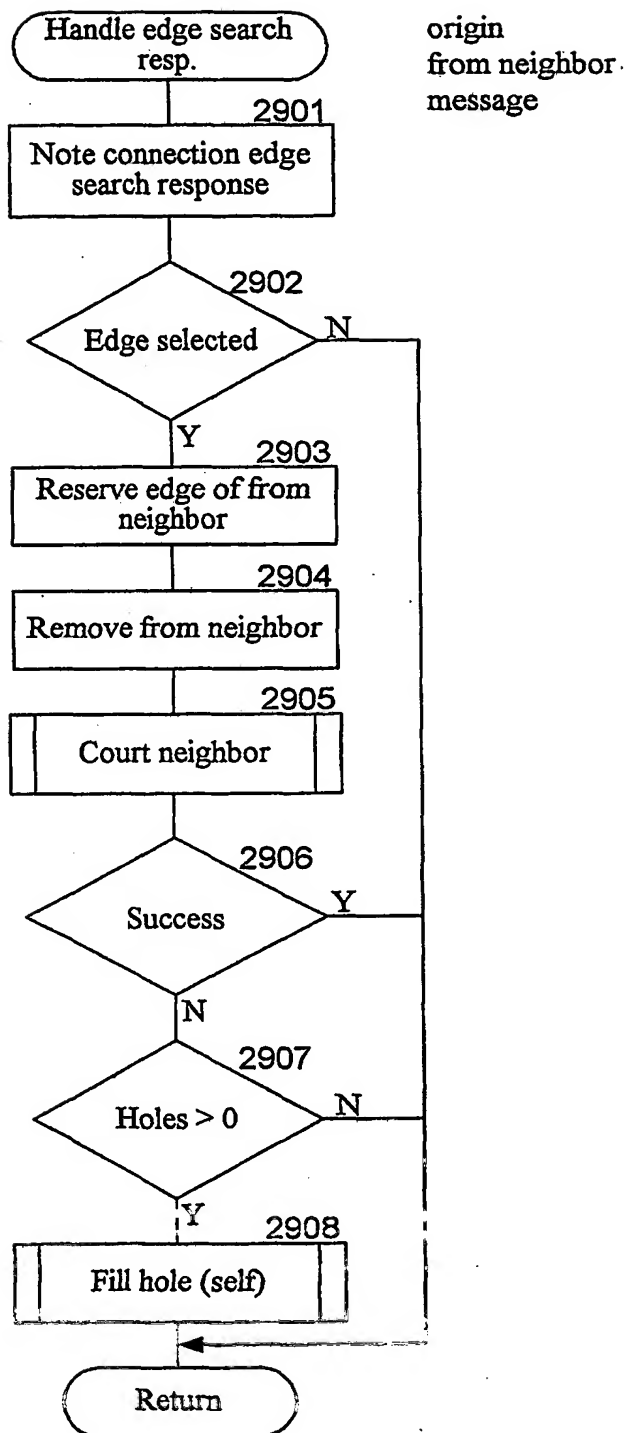 Handle edge search
resp.
origin
from neighbor
message
2901
Note connection edge
search response
2902
Edge selected
N
Y
2903
Reserve edge of from
neighbor
2904
Remove from neighbor
2905
Court neighbor
2906
Success
Y
N
2907
Holes > 0
N
Y
2908
Fill hole (self)
Return